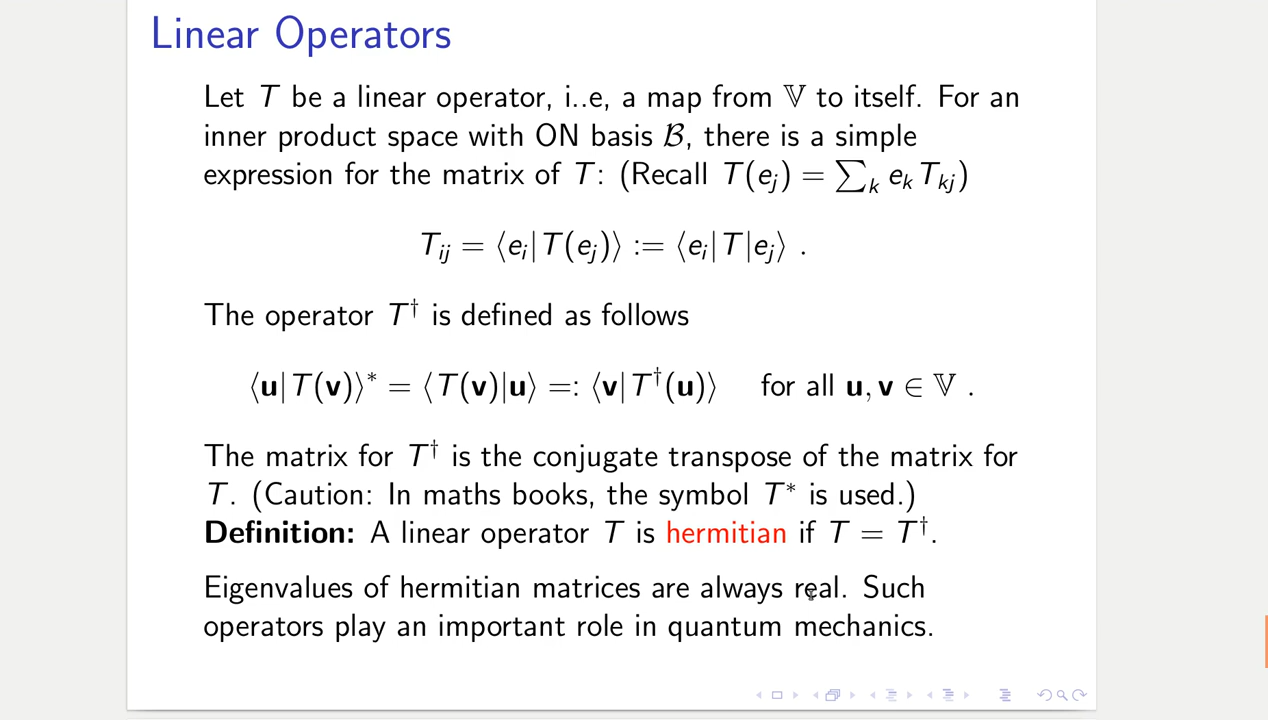 Linear Operators
Let T be a linear operator, i..e, a map from 𝕍 to itself. For an
inner product space with ON basis ℬ, there is a simple
expression for the matrix of T: (Recall T(e_j) = ∑_k e_k T_kj)
T_ij = ⟨e_i|T(e_j)⟩ := ⟨e_i|T|e_j⟩ .
The operator T† is defined as follows
⟨u|T(v)⟩* = ⟨T(v)|u⟩ =: ⟨v|T†(u)⟩ for all u, v ∈ 𝕍 .
The matrix for T† is the conjugate transpose of the matrix for
T. (Caution: In maths books, the symbol T* is used.)
Definition: A linear operator T is hermitian if T = T†.
Eigenvalues of hermitian matrices are always real. Such
operators play an important role in quantum mechanics.